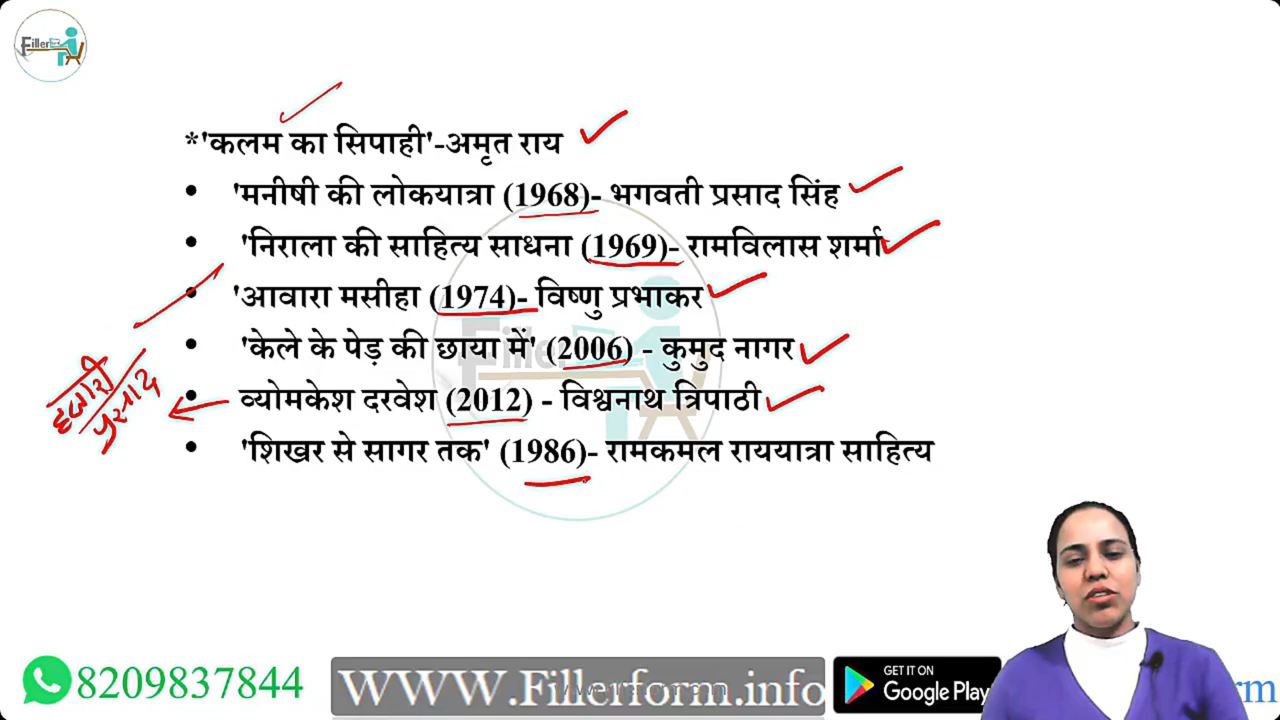 Fillerform
*'कलम का सिपाही'-अमृत राय
• 'मनीषी की लोकयात्रा (1968)- भगवती प्रसाद सिंह
• 'निराला की साहित्य साधना (1969)- रामविलास शर्मा
• 'आवारा मसीहा (1974)- विष्णु प्रभाकर
• 'केले के पेड़ की छाया में' (2006) - कुमुद नागर
हजारी
प्रसाद
• व्योमकेश दरवेश (2012) - विश्वनाथ त्रिपाठी
• 'शिखर से सागर तक' (1986)- रामकमल राययात्रा साहित्य
8209837844
WWW.Fillerform.info
GET IT ON
Google Play